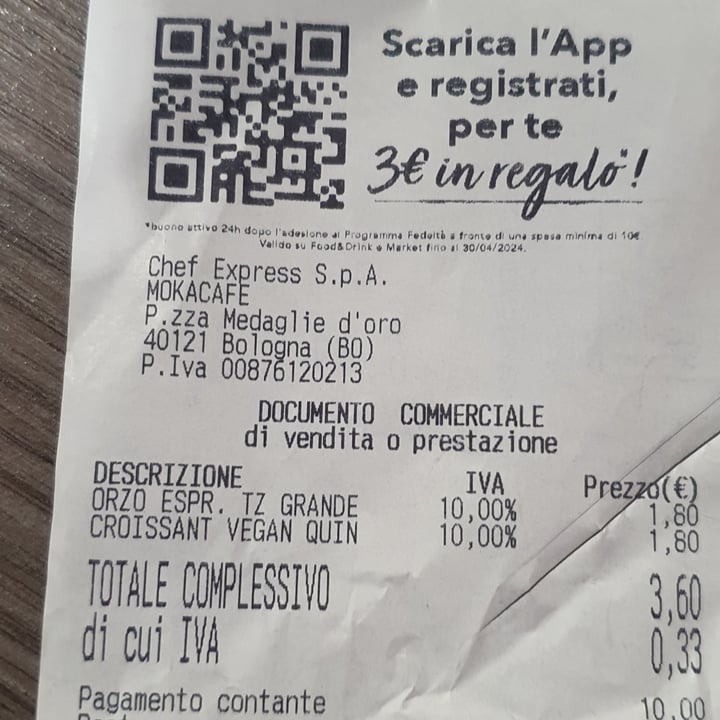 Scarica l'App
e registrati,
per te
3€ in regalo*!
*buono attivo 24h dopo l'adesione al Programma Fedeltà a fronte di una spesa minima di 10€.
Valido su Food&Drink e Market fino al 30/04/2024.
Chef Express S.p.A.
MOKACAFE
P.zza Medaglie d'oro
40121 Bologna (BO)
P.Iva 00876120213
DOCUMENTO COMMERCIALE
di vendita o prestazione
DESCRIZIONE IVA Prezzo(€)
ORZO ESPR. TZ GRANDE 10,00% 1,80
CROISSANT VEGAN QUIN 10,00% 1,80
TOTALE COMPLESSIVO 3,60
di cui IVA 0,33
Pagamento contante 10,00